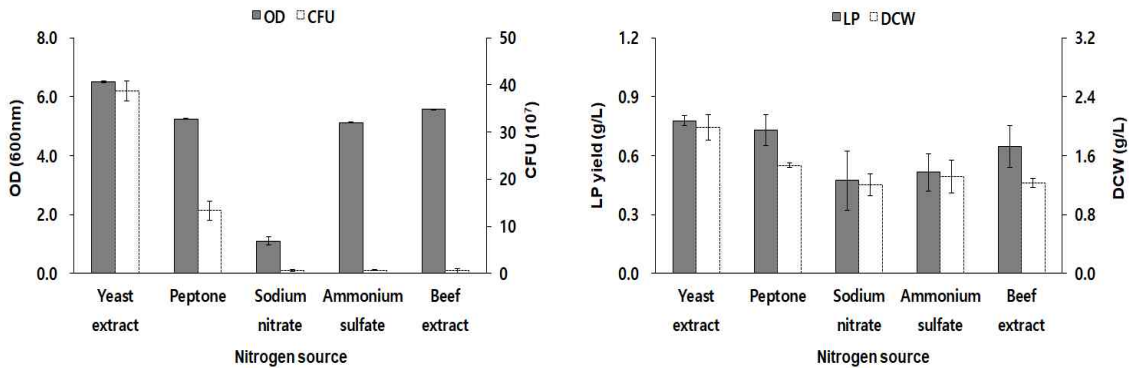 OD CFU
8.0
6.0
4.0
2.0
0.0
OD (600nm)
50
40
30
20
10
0
CFU (10⁷)
Yeast extract
Peptone
Sodium nitrate
Ammonium sulfate
Beef extract
Nitrogen source
LP DCW
1.2
0.9
0.6
0.3
0.0
LP yield (g/L)
3.2
2.4
1.6
0.8
0.0
DCW (g/L)
Yeast extract
Peptone
Sodium nitrate
Ammonium sulfate
Beef extract
Nitrogen source